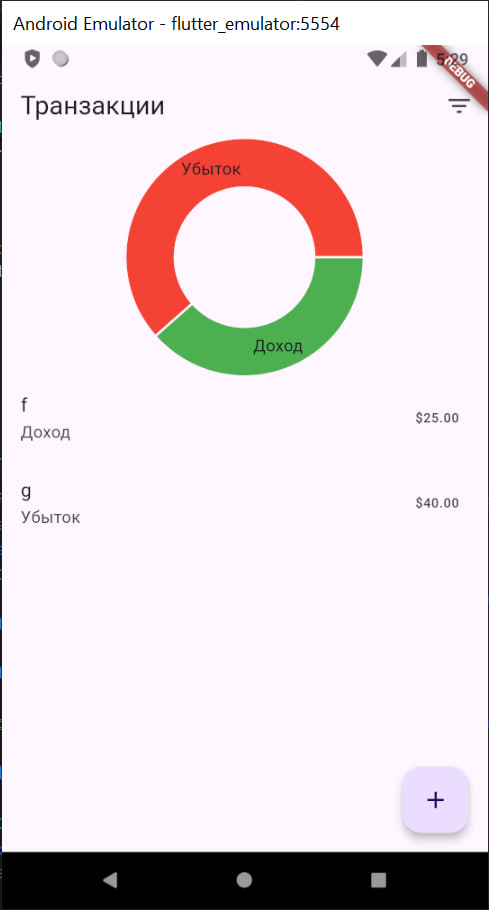 Android Emulator - flutter_emulator:5554
5:29
DEBUG
Транзакции
Убыток
Доход
f
$25.00
Доход
g
$40.00
Убыток
+